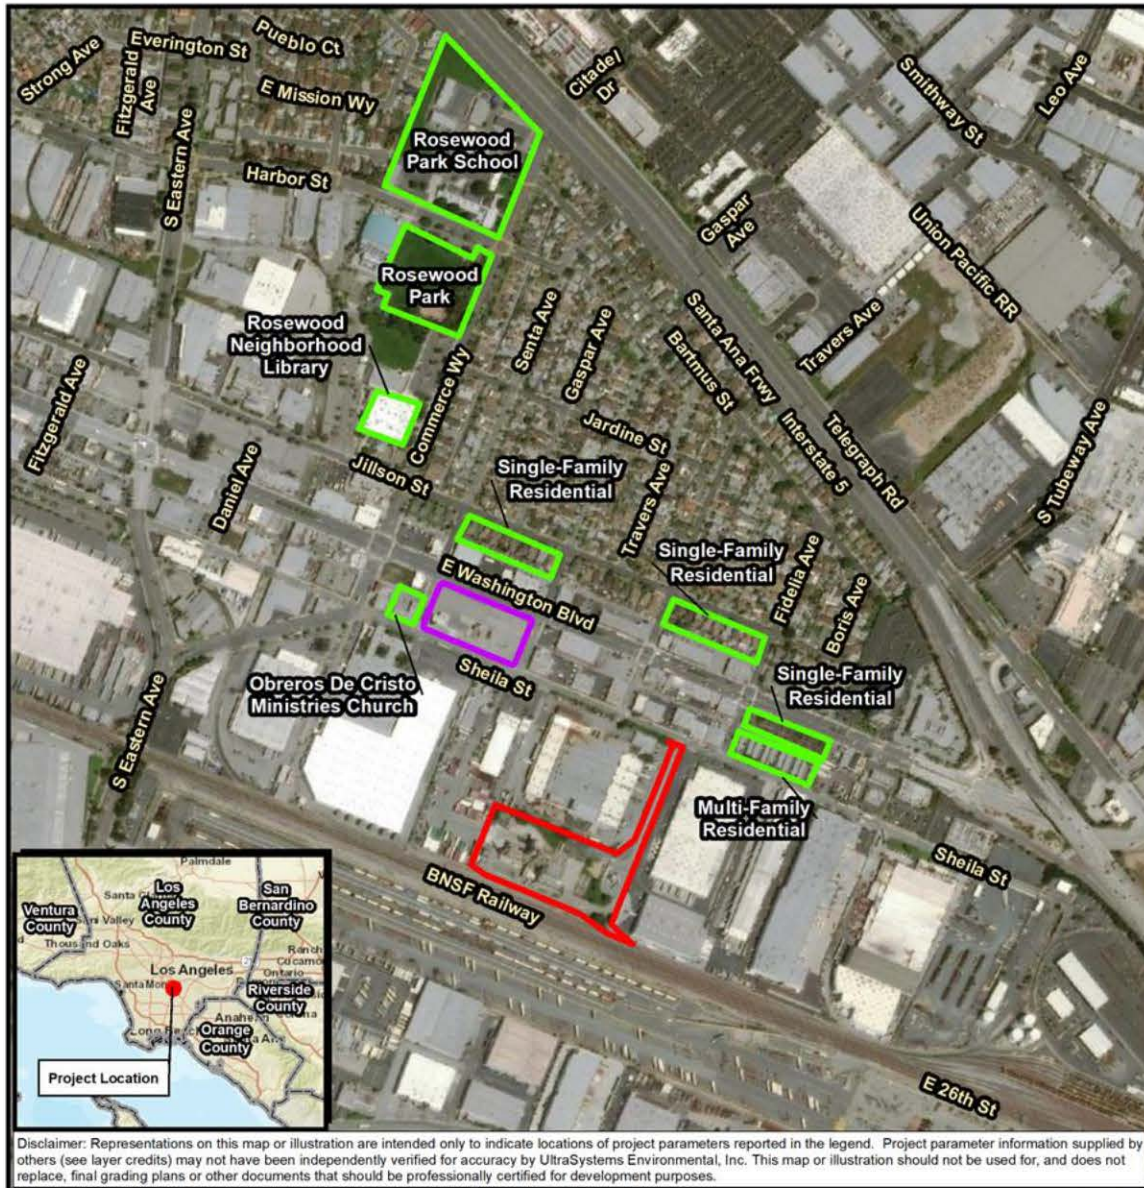 Strong Ave
Everington St
Fitzgerald
Ave
Pueblo Ct
E Mission Wy
S Eastern Ave
Harbor St
Rosewood
Park School
Citadel
Dr
Smithway St
Leo Ave
Gaspar
Ave
Union Pacific RR
Rosewood
Park
Rosewood
Neighborhood
Library
Senta Ave
Gaspar Ave
Santa Ana Frwy
Bartmus St
Travers Ave
Interstate 5
Telegraph Rd
S Tubeway Ave
Fitzgerald Ave
Daniel Ave
Commerce Wy
Jillson St
Jardine St
Travers Ave
Single-Family
Residential
Single-Family
Residential
Fidelia Ave
Boris Ave
E Washington Blvd
Sheila St
Obreros De Cristo
Ministries Church
Single-Family
Residential
Multi-Family
Residential
S Eastern Ave
Sheila St
BNSF Railway
E 26th St
Palmdale
Los
Angeles
County
San
Bernardino
County
Ventura
County
Thousand Oaks
Los Angeles
Ontario
Riverside
County
Orange
County
Project Location
Disclaimer: Representations on this map or illustration are intended only to indicate locations of project parameters reported in the legend. Project parameter information supplied by
others (see layer credits) may not have been independently verified for accuracy by UltraSystems Environmental, Inc. This map or illustration should not be used for, and does not
replace, final grading plans or other documents that should be professionally certified for development purposes.